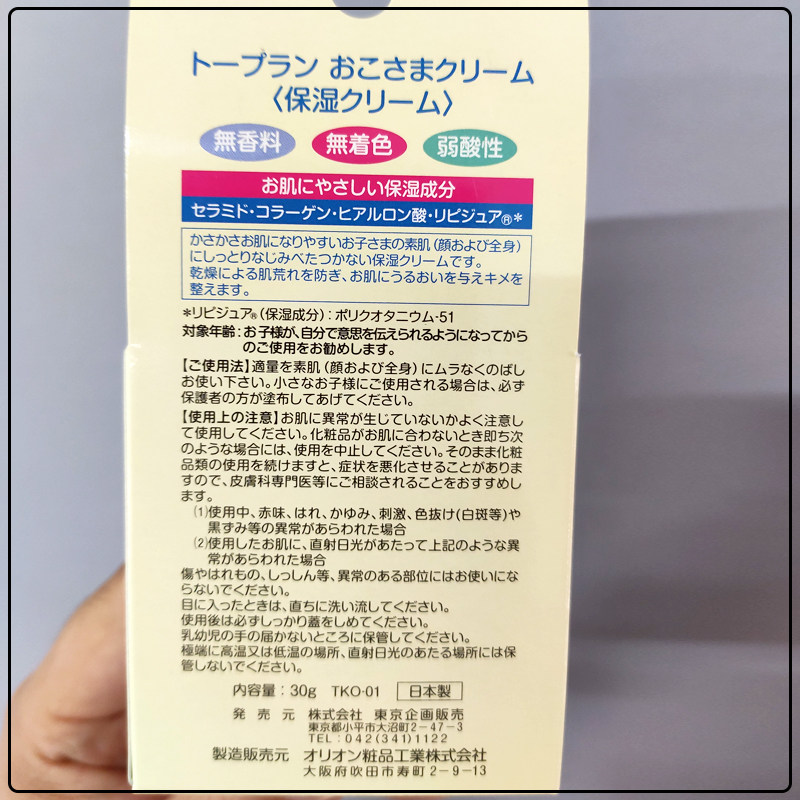 トープラン おこさまクリーム
〈保湿クリーム〉
無香料 無着色 弱酸性
お肌にやさしい保湿成分
セラミド・コラーゲン・ヒアルロン酸・リピジュア®*
かさかさお肌になりやすいお子さまの素肌（顔および全身）
にしっとりなじみべたつかない保湿クリームです。
乾燥による肌荒れを防ぎ、お肌にうるおいを与えキメを
整えます。
*リピジュア®（保湿成分）：ポリクオタニウム-51
対象年齢：お子様が、自分で意思を伝えられるようになってから
のご使用をお勧めします。
【ご使用法】適量を素肌（顔および全身）にムラなくのばし
お使い下さい。小さなお子様にご使用される場合は、必ず
保護者の方が塗布してあげてください。
【使用上の注意】お肌に異常が生じていないかよく注意し
て使用してください。化粧品がお肌に合わないとき即ち次
のような場合には、使用を中止してください。そのまま化粧
品類の使用を続けますと、症状を悪化させることがありま
すので、皮膚科専門医等にご相談されることをおすすめし
ます。
(1)使用中、赤味、はれ、かゆみ、刺激、色抜け(白斑等)や
黒ずみ等の異常があらわれた場合
(2)使用したお肌に、直射日光があたって上記のような異
常があらわれた場合
傷やはれもの、しっしん等、異常のある部位にはお使いにな
らないでください。
目に入ったときは、直ちに洗い流してください。
使用後は必ずしっかり蓋をしめてください。
乳幼児の手の届かないところに保管してください。
極端に高温又は低温の場所、直射日光のあたる場所には保
管しないでください。
内容量：30g TKO-01 日本製
発売元 株式会社 東京企画販売
東京都小平市大沼町2-47-3
TEL：042(341)1122
製造販売元 オリオン粧品工業株式会社
大阪府吹田市寿町2-9-13